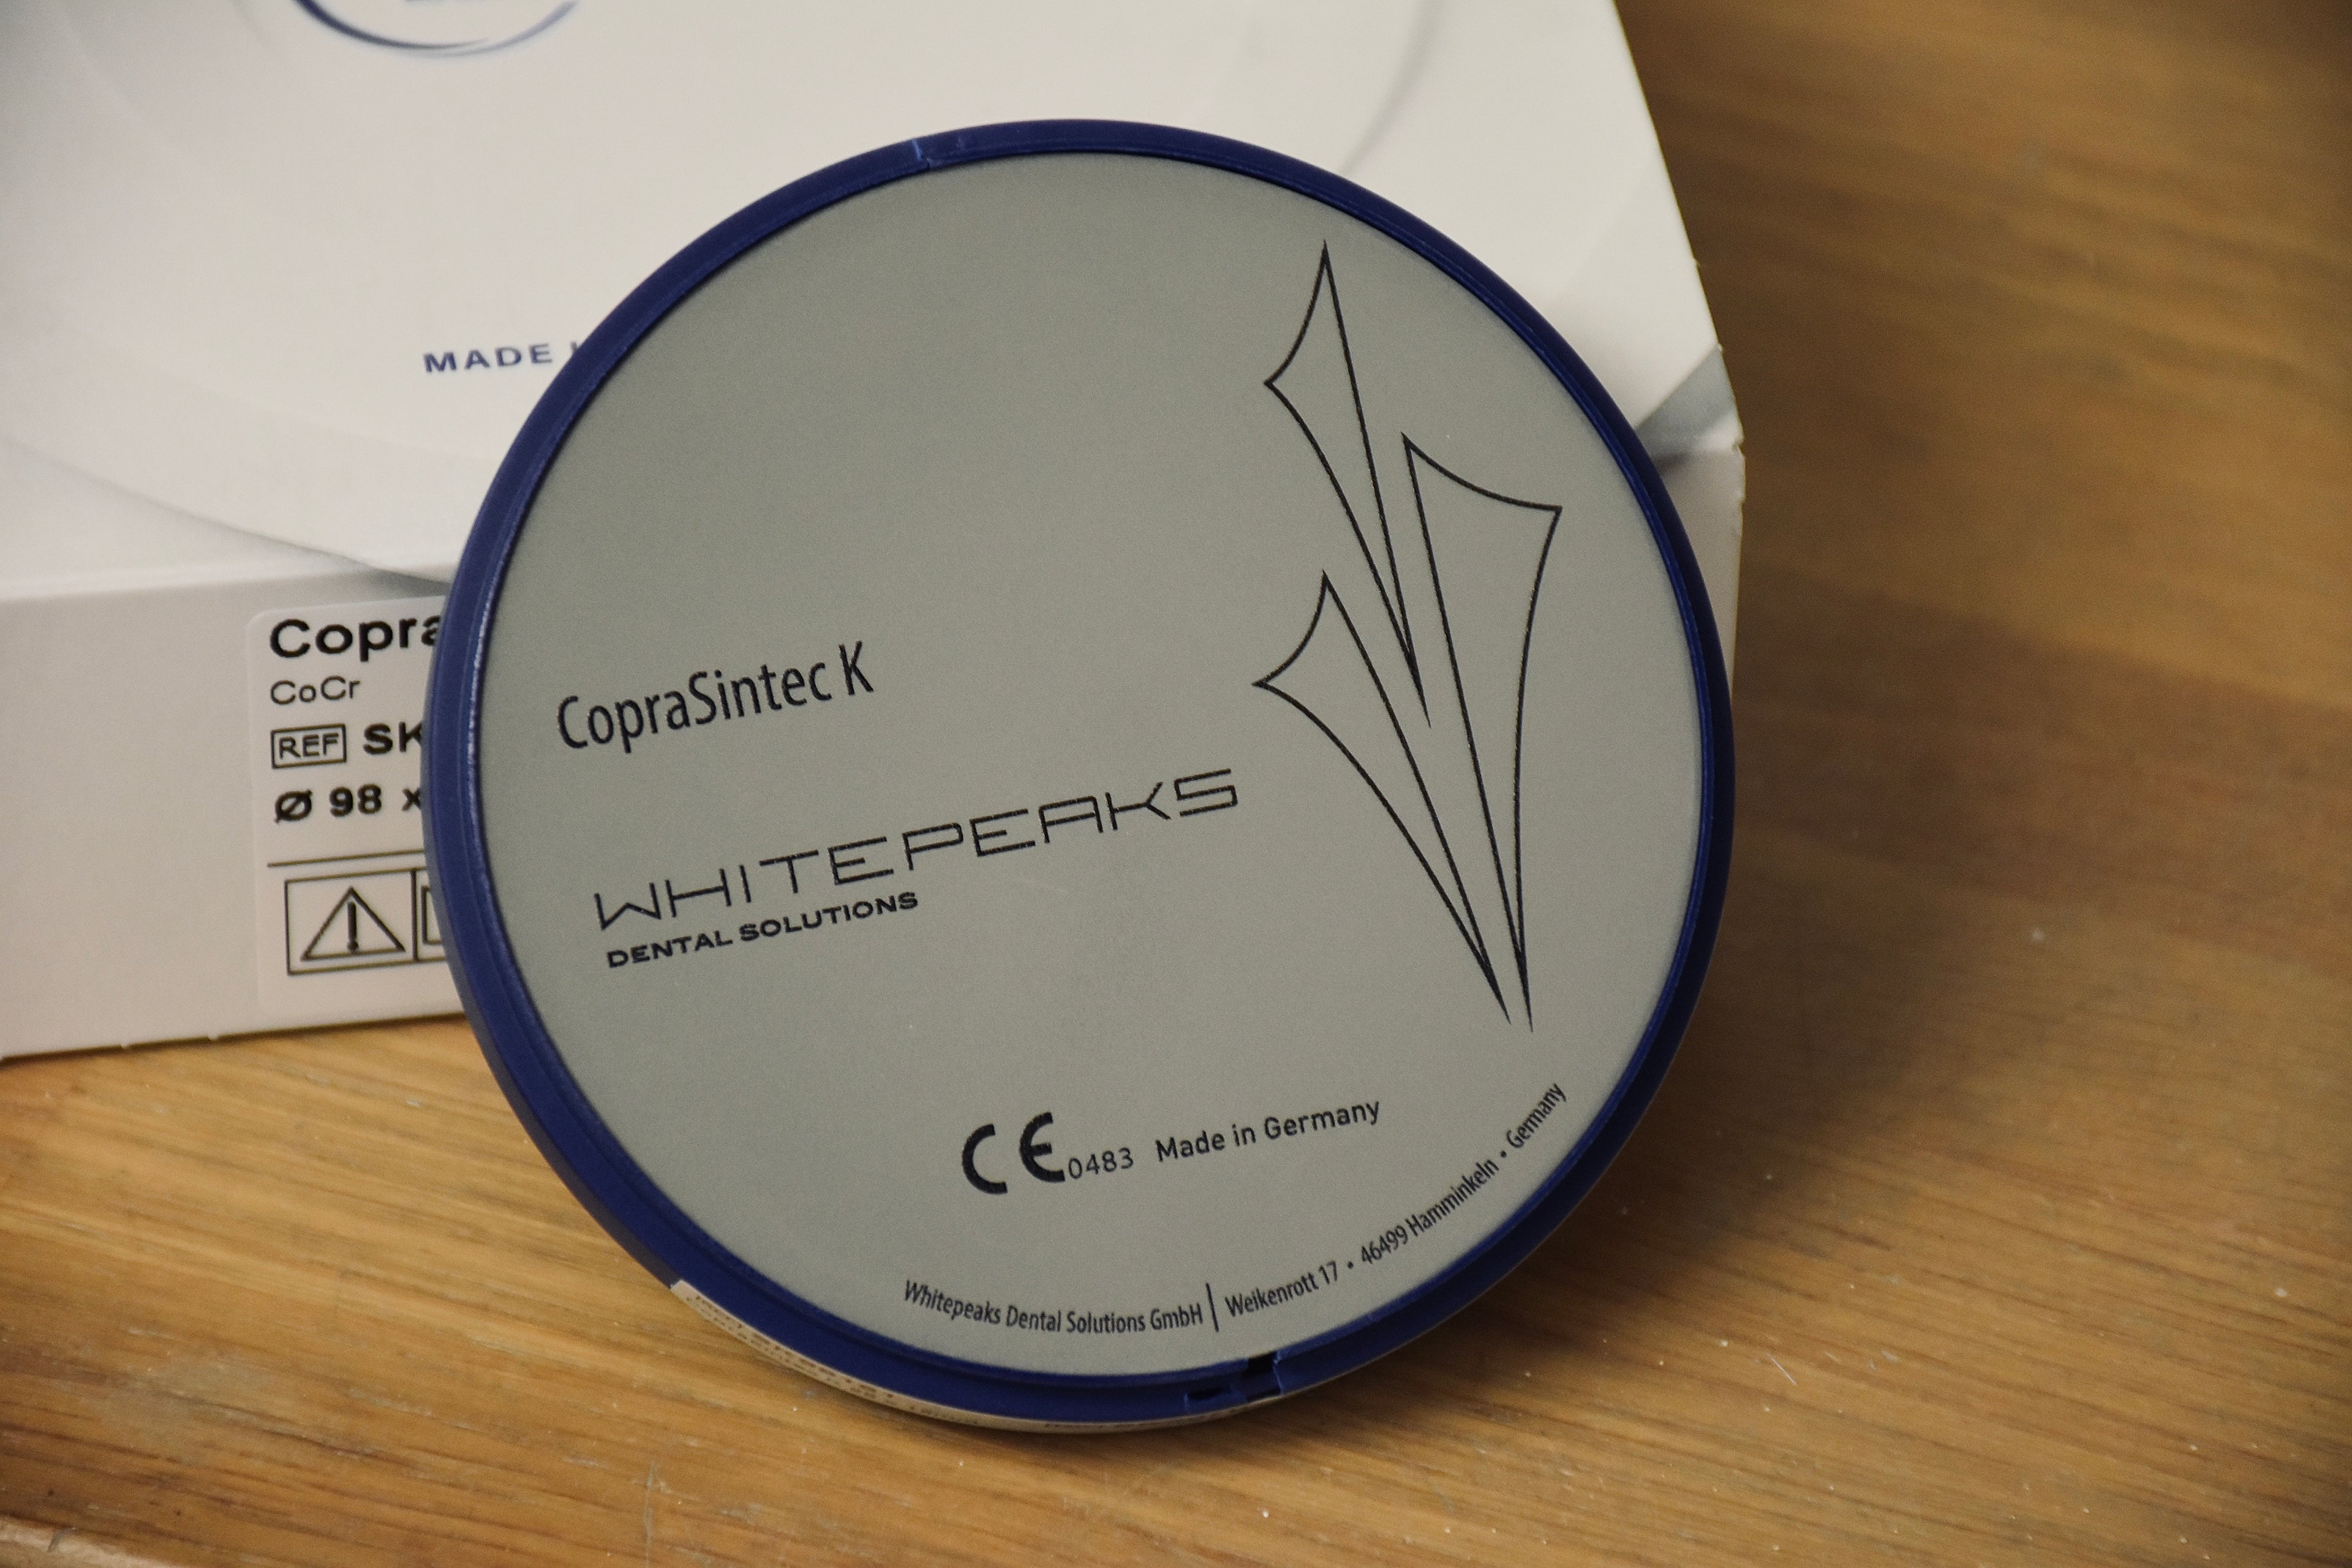 MADE
Copra
CoCr
REF SK
Ø 98 x
CopraSintec K
WHITEPEAKS
DENTAL SOLUTIONS
CE 0483 Made in Germany
Whitepeaks Dental Solutions GmbH | Weikenrott 17 • 46499 Hamminkeln • Germany